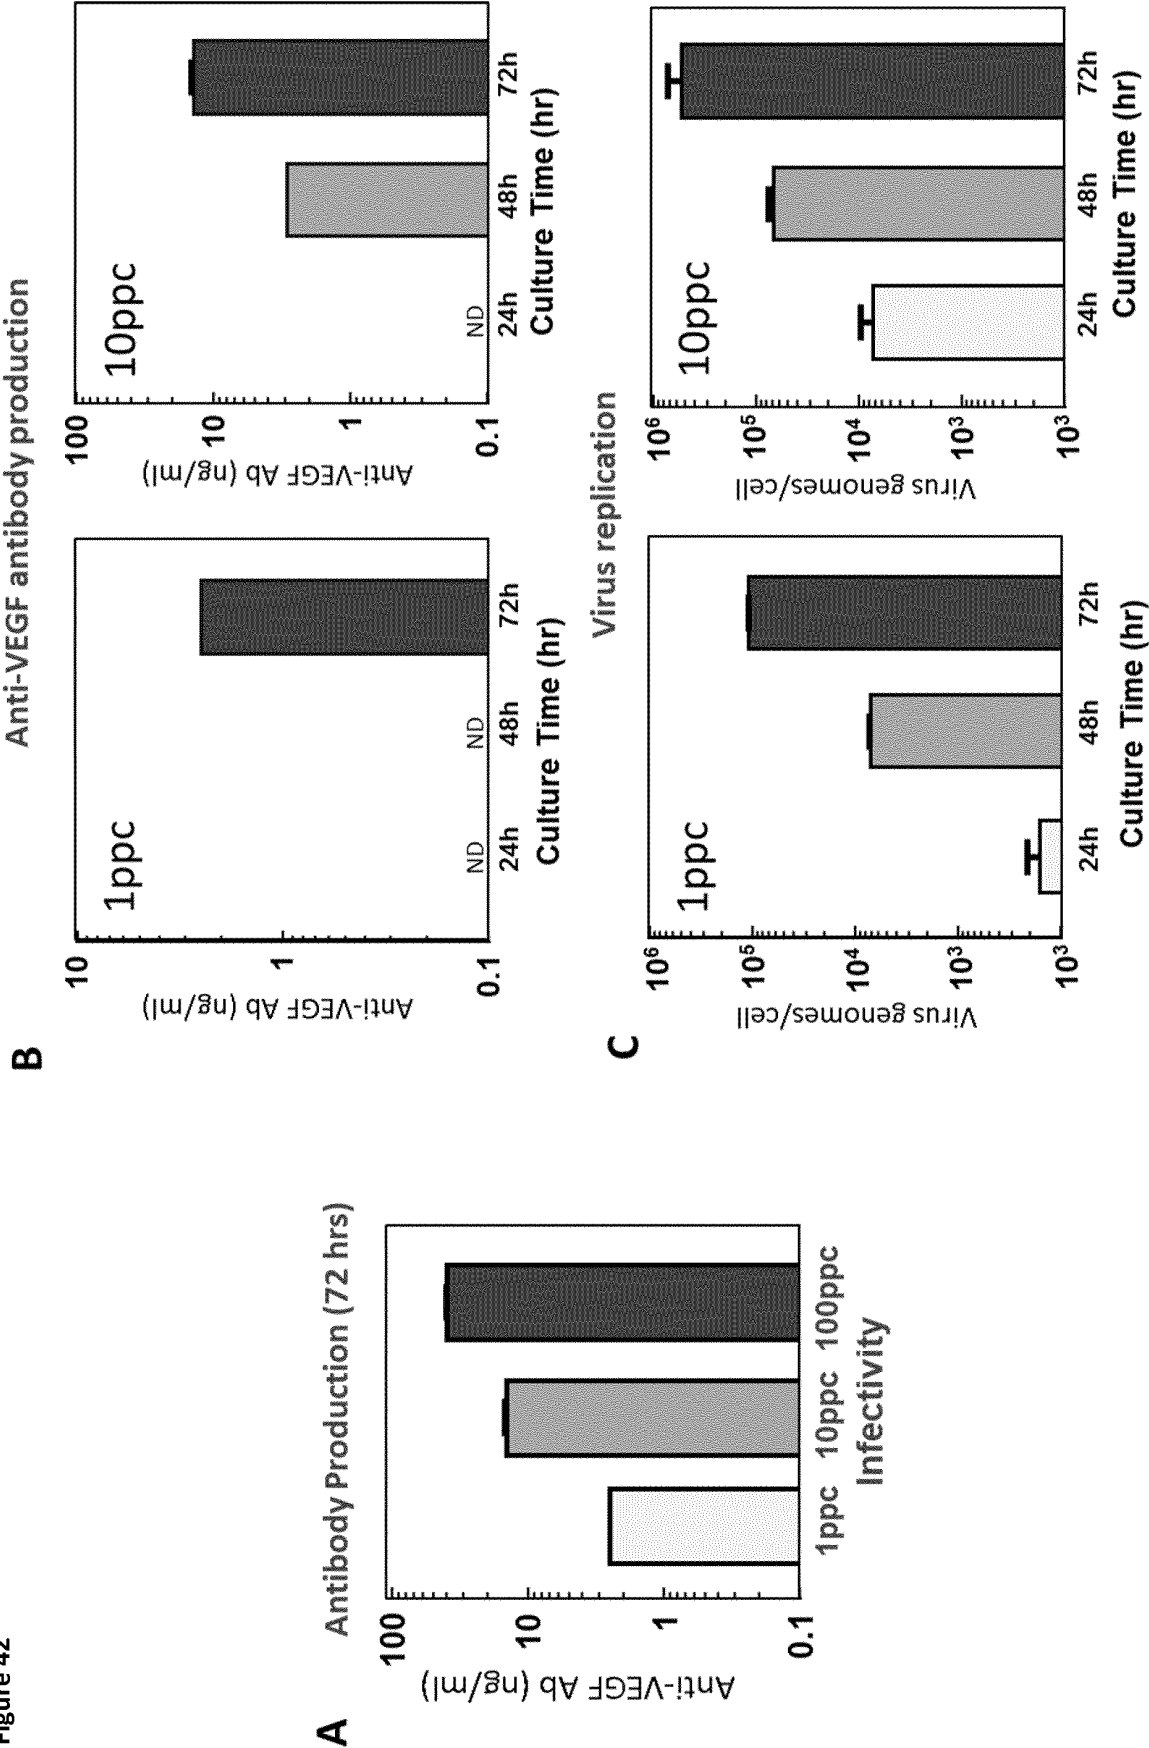 Figure 42
A
Antibody Production (72 hrs)
Anti-VEGF Ab (ng/ml)
100
10
1
0.1
1ppc 10ppc 100ppc
Infectivity
B
Anti-VEGF antibody production
1ppc
Anti-VEGF Ab (ng/ml)
10
1
0.1
ND ND
24h 48h 72h
Culture Time (hr)
10ppc
Anti-VEGF Ab (ng/ml)
100
10
1
0.1
ND
24h 48h 72h
Culture Time (hr)
C
Virus replication
1ppc
Virus genomes/cell
10⁶
10⁵
10⁴
10³
10³
24h 48h 72h
Culture Time (hr)
10ppc
Virus genomes/cell
10⁶
10⁵
10⁴
10³
10³
24h 48h 72h
Culture Time (hr)